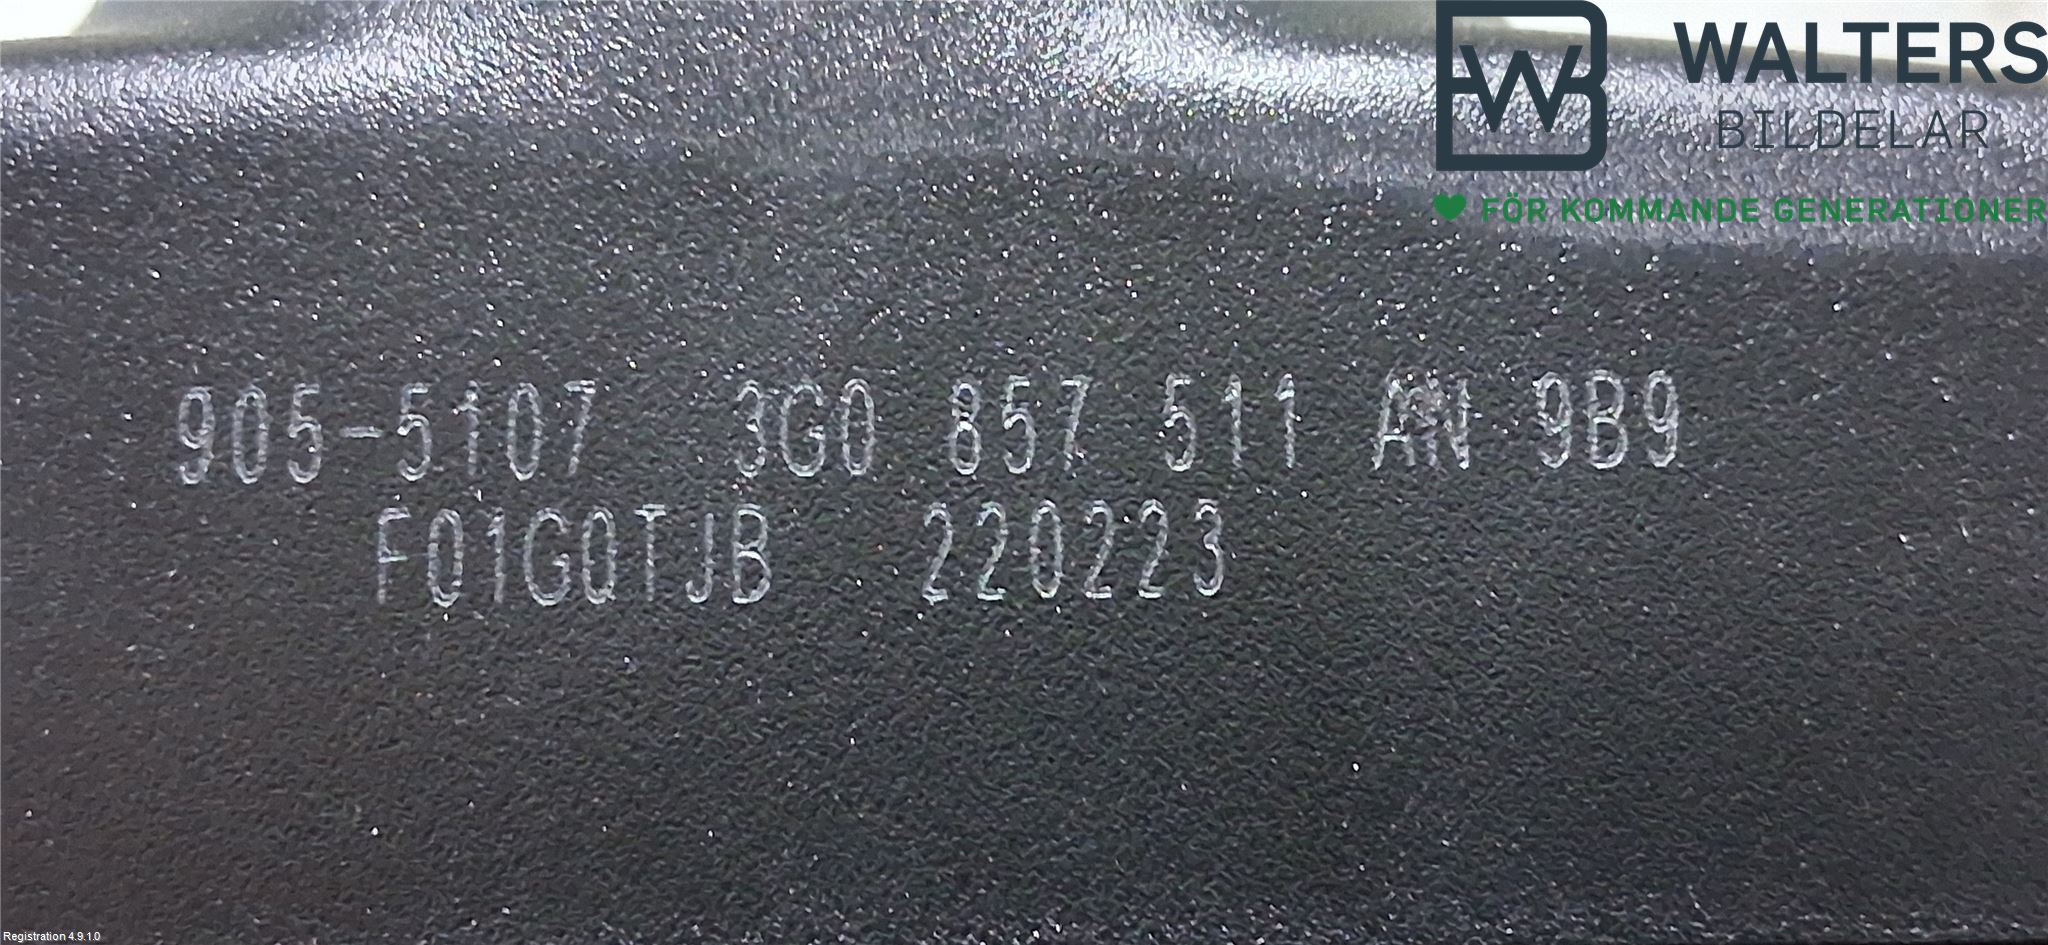 WALTERS
BILDELAR
FÖR KOMMANDE GENERATIONER
905-5107 3G0 857 511 AN 9B9
F01GQTJB 220223
Registration 4.9.1.0